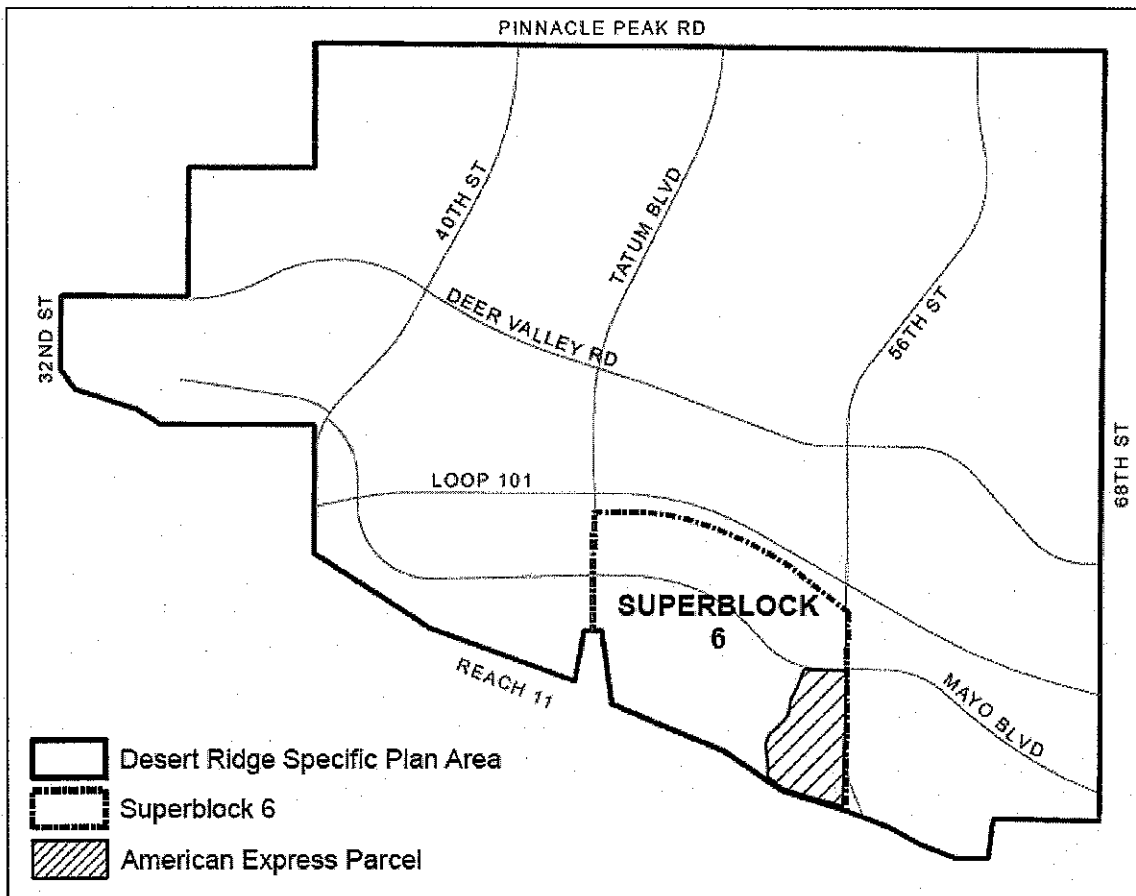 PINNACLE PEAK RD
40TH ST
TATUM BLVD
56TH ST
DEER VALLEY RD
32ND ST
68TH ST
LOOP 101
SUPERBLOCK
6
REACH 11
MAYO BLVD
Desert Ridge Specific Plan Area
Superblock 6
American Express Parcel